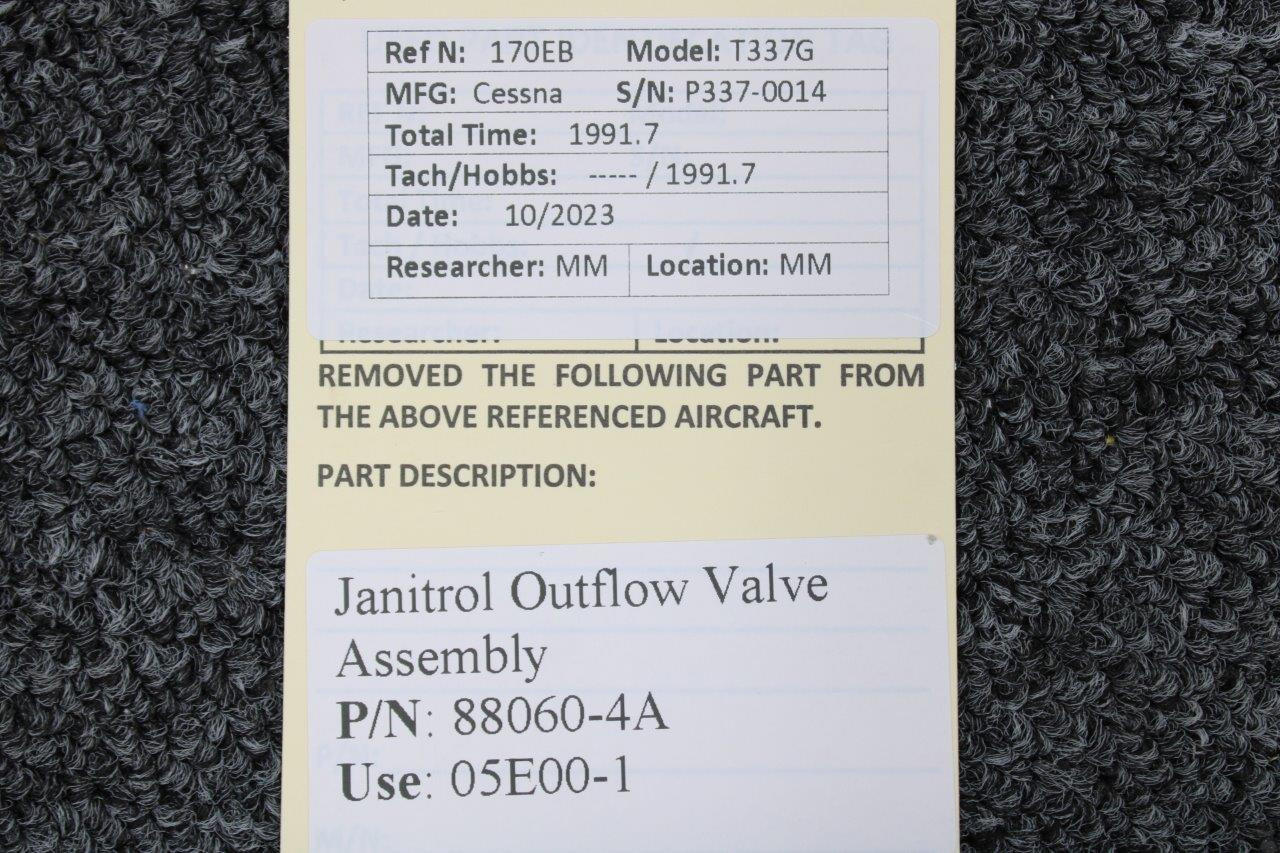 Ref N: 170EB Model: T337G
MFG: Cessna S/N: P337-0014
Total Time: 1991.7
Tach/Hobbs: ----- / 1991.7
Date: 10/2023
Researcher: MM Location: MM
Researcher: Location:
REMOVED THE FOLLOWING PART FROM
THE ABOVE REFERENCED AIRCRAFT.
PART DESCRIPTION:
Janitrol Outflow Valve
Assembly
P/N: 88060-4A
Use: 05E00-1
P/N:
M/N: